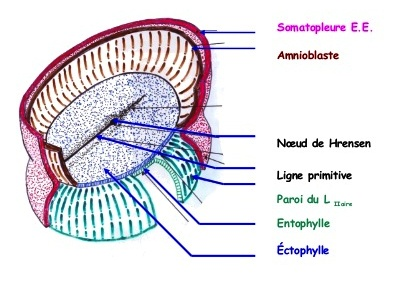 Somatopleure E.E.
Amnioblaste
Nœud de Hrensen
Ligne primitive
Paroi du L IIaire
Entophylle
Éctophylle